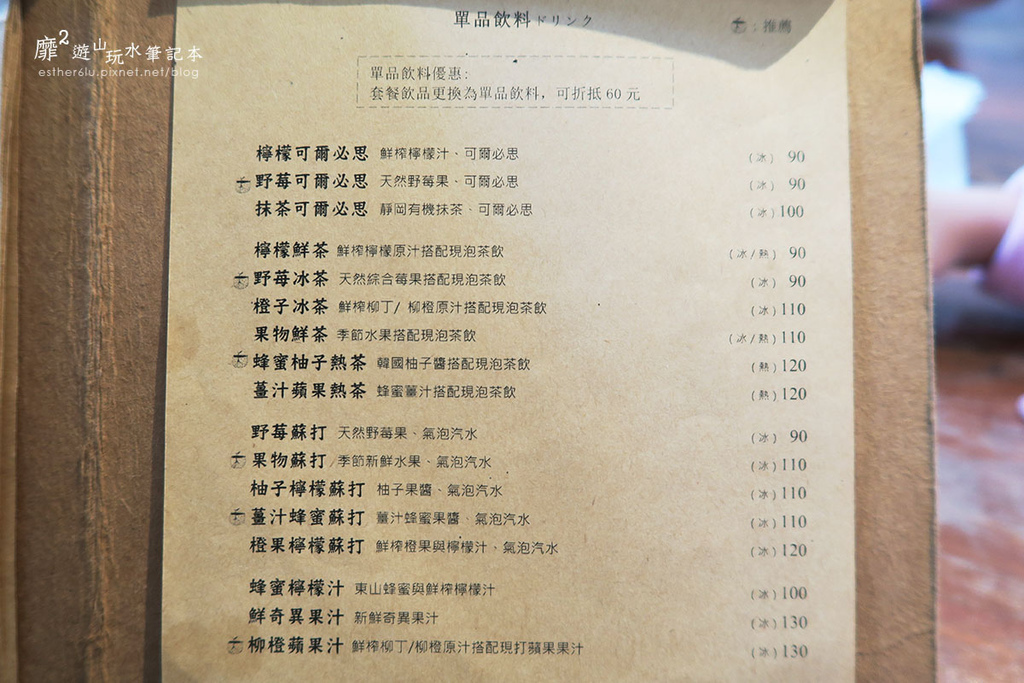 靡²遊山玩水筆記本
esther6lu.pixnet.net/blog
單品飲料ドリンク
：推薦
單品飲料優惠：
套餐飲品更換為單品飲料，可折抵 60 元
檸檬可爾必思 鮮榨檸檬汁、可爾必思 （冰） 90
野莓可爾必思 天然野莓果、可爾必思 （冰） 90
抹茶可爾必思 靜岡有機抹茶、可爾必思 （冰）100
檸檬鮮茶 鮮榨檸檬原汁搭配現泡茶飲 （冰/熱） 90
野莓冰茶 天然綜合莓果搭配現泡茶飲 （冰） 90
橙子冰茶 鮮榨柳丁/ 柳橙原汁搭配現泡茶飲 （冰）110
果物鮮茶 季節水果搭配現泡茶飲 （冰/熱）110
蜂蜜柚子熱茶 韓國柚子醬搭配現泡茶飲 （熱）120
薑汁蘋果熱茶 蜂蜜薑汁搭配現泡茶飲 （熱）120
野莓蘇打 天然野莓果、氣泡汽水 （冰） 90
果物蘇打 季節新鮮水果、氣泡汽水 （冰）110
柚子檸檬蘇打 柚子果醬、氣泡汽水 （冰）110
薑汁蜂蜜蘇打 薑汁蜂蜜果醬、氣泡汽水 （冰）110
橙果檸檬蘇打 鮮榨橙果與檸檬汁、氣泡汽水 （冰）120
蜂蜜檸檬汁 東山蜂蜜與鮮榨檸檬汁 （冰）100
鮮奇異果汁 新鮮奇異果汁 （冰）130
柳橙蘋果汁 鮮榨柳丁/柳橙原汁搭配現打蘋果果汁 （冰）130